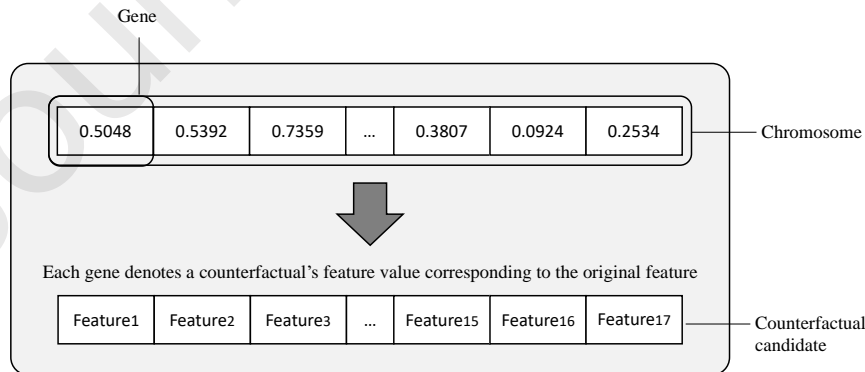 Gene
0.5048 0.5392 0.7359 ... 0.3807 0.0924 0.2534
Chromosome
Each gene denotes a counterfactual's feature value corresponding to the original feature
Feature1 Feature2 Feature3 ... Feature15 Feature16 Feature17
Counterfactual
candidate